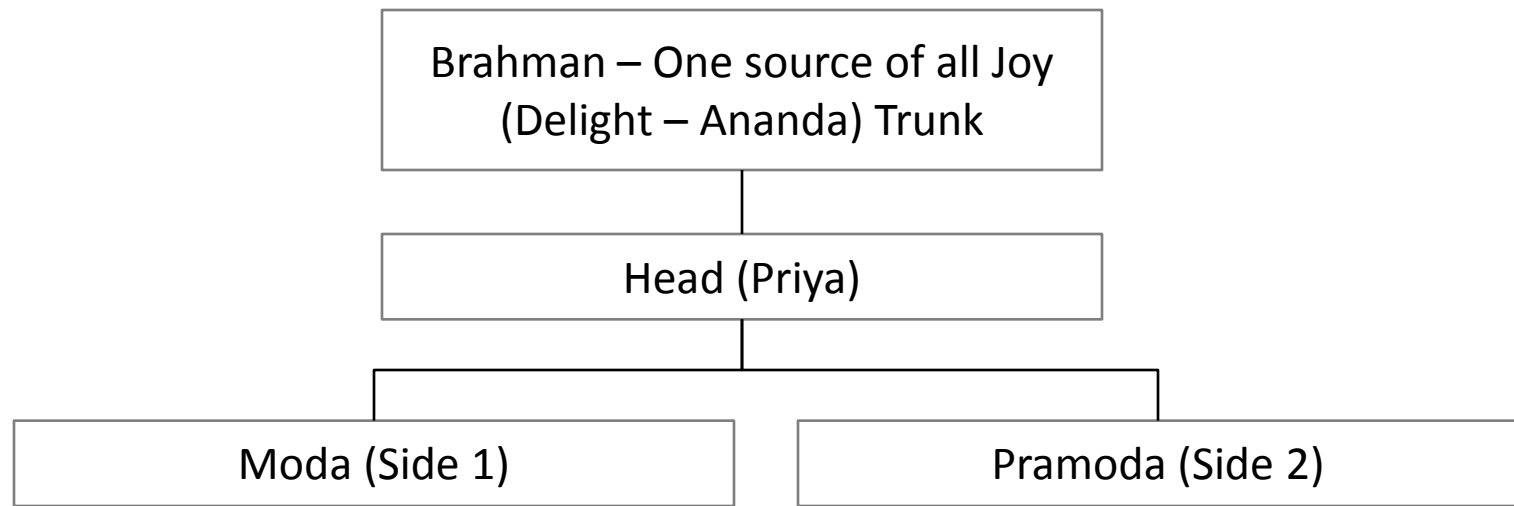 Brahman – One source of all Joy
(Delight – Ananda) Trunk
Head (Priya)
Moda (Side 1)
Pramoda (Side 2)